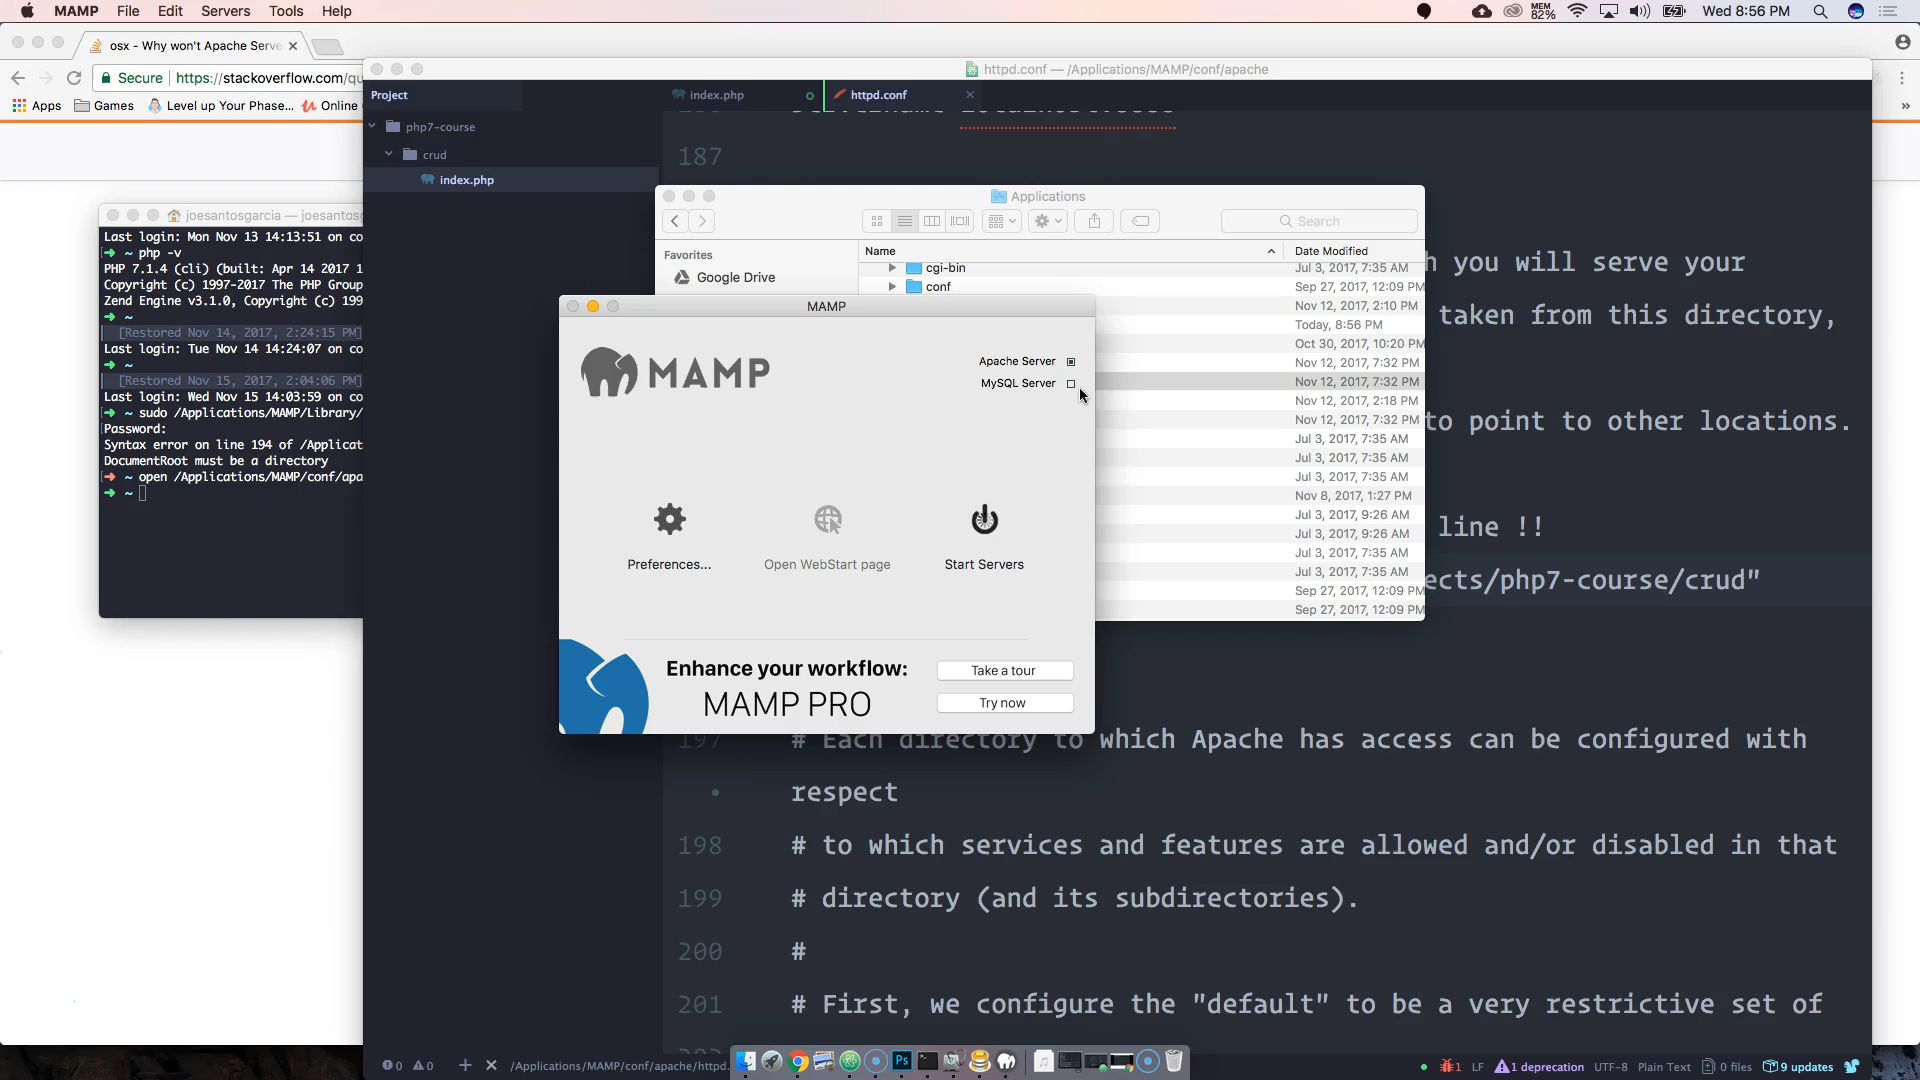 MAMP File Edit Servers Tools Help
MEM
82%
Wed 8:56 PM
osx - Why won't Apache Serve
Secure https://stackoverflow.com/qu
Apps Games Level up Your Phase... Online
httpd.conf — /Applications/MAMP/conf/apache
Project
index.php
httpd.conf
php7-course
crud
index.php
187
joesantosgarcia — joesantosg
Last login: Mon Nov 13 14:13:51 on co
~ php -v
PHP 7.1.4 (cli) (built: Apr 14 2017 1
Copyright (c) 1997-2017 The PHP Group
Zend Engine v3.1.0, Copyright (c) 199
~
[Restored Nov 14, 2017, 2:24:15 PM]
Last login: Tue Nov 14 14:24:07 on co
~
[Restored Nov 15, 2017, 2:04:06 PM]
Last login: Wed Nov 15 14:03:59 on co
~ sudo /Applications/MAMP/Library/
Password:
Syntax error on line 194 of /Applicat
DocumentRoot must be a directory
~ open /Applications/MAMP/conf/apa
~
Applications
Search
Favorites
Google Drive
Name
Date Modified
cgi-bin
Jul 3, 2017, 7:35 AM
conf
Sep 27, 2017, 12:09 PM
Nov 12, 2017, 2:10 PM
Today, 8:56 PM
Oct 30, 2017, 10:20 PM
Nov 12, 2017, 7:32 PM
Nov 12, 2017, 7:32 PM
Nov 12, 2017, 2:18 PM
Nov 12, 2017, 7:32 PM
Jul 3, 2017, 7:35 AM
Jul 3, 2017, 7:35 AM
Jul 3, 2017, 7:35 AM
Nov 8, 2017, 1:27 PM
Jul 3, 2017, 9:26 AM
Jul 3, 2017, 9:26 AM
Jul 3, 2017, 7:35 AM
Jul 3, 2017, 7:35 AM
Sep 27, 2017, 12:09 PM
Sep 27, 2017, 12:09 PM
MAMP
MAMP
Apache Server
MySQL Server
Preferences...
Open WebStart page
Start Servers
Enhance your workflow:
MAMP PRO
Take a tour
Try now
h you will serve your
taken from this directory,
to point to other locations.
line !!
ects/php7-course/crud"
197 # Each directory to which Apache has access can be configured with
respect
198 # to which services and features are allowed and/or disabled in that
199 # directory (and its subdirectories).
200 #
201 # First, we configure the "default" to be a very restrictive set of
0 0 /Applications/MAMP/conf/apache/httpd.
Ps
1 LF 1 deprecation UTF-8 Plain Text 0 files 9 updates